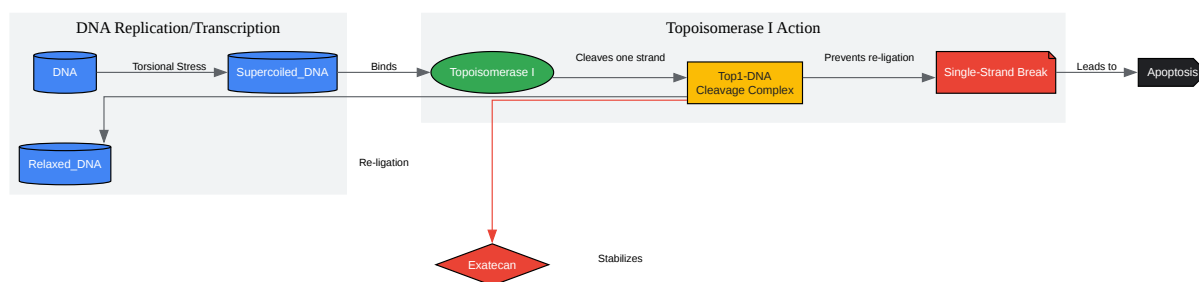 DNA Replication/Transcription
Topoisomerase I Action
DNA
Torsional Stress
Supercoiled_DNA
Binds
Topoisomerase I
Cleaves one strand
Top1-DNA
Cleavage Complex
Prevents re-ligation
Single-Strand Break
Leads to
Apoptosis
Relaxed_DNA
Re-ligation
Exatecan
Stabilizes